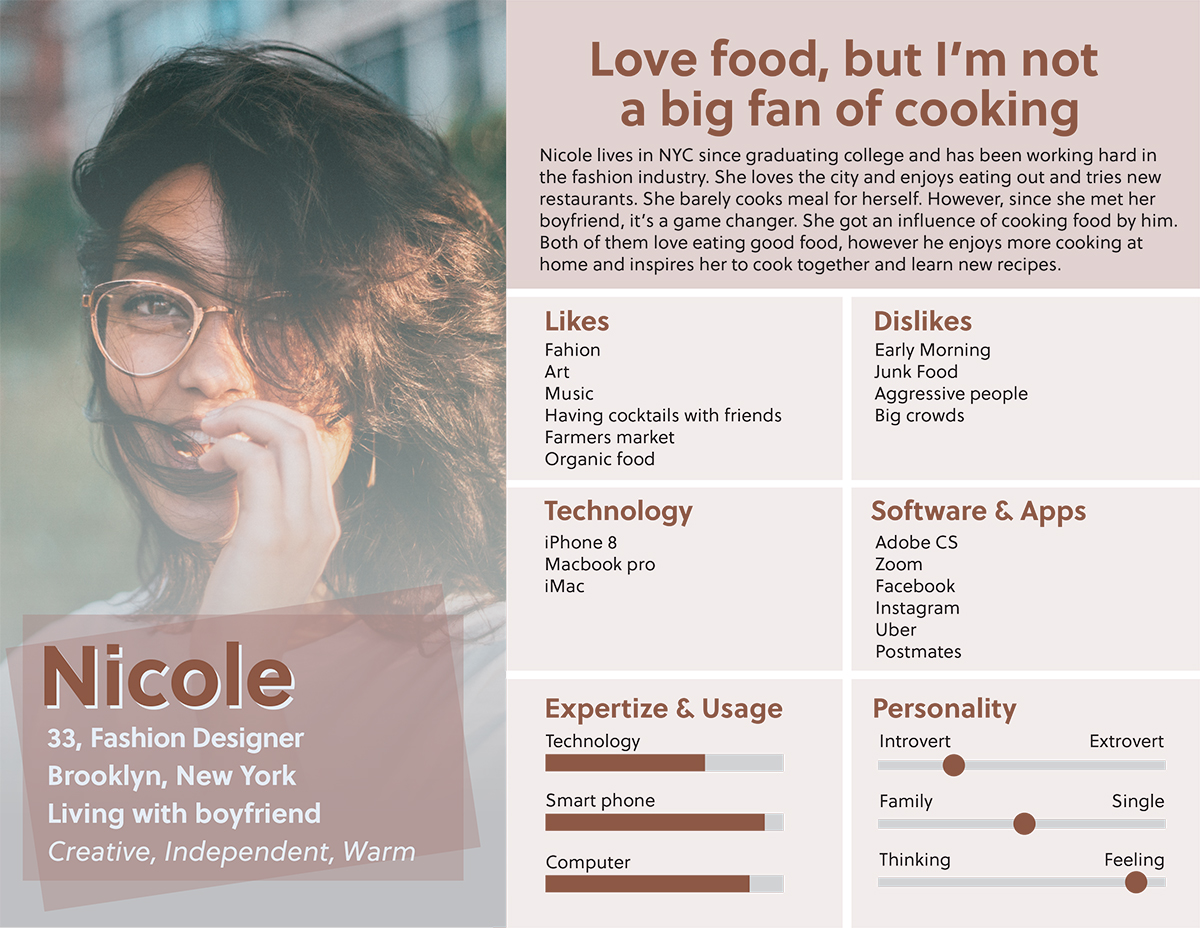 Love food, but I'm not
a big fan of cooking
Nicole lives in NYC since graduating college and has been working hard in
the fashion industry. She loves the city and enjoys eating out and tries new
restaurants. She barely cooks meal for herself. However, since she met her
boyfriend, it's a game changer. She got an influence of cooking food by him.
Both of them love eating good food, however he enjoys more cooking at
home and inspires her to cook together and learn new recipes.
Likes
Fahion
Art
Music
Having cocktails with friends
Farmers market
Organic food
Dislikes
Early Morning
Junk Food
Aggressive people
Big crowds
Technology
iPhone 8
Macbook pro
iMac
Software & Apps
Adobe CS
Zoom
Facebook
Instagram
Uber
Postmates
Nicole
33, Fashion Designer
Brooklyn, New York
Living with boyfriend
Creative, Independent, Warm
Expertize & Usage
Technology
Smart phone
Computer
Personality
Introvert Extrovert
Family Single
Thinking Feeling